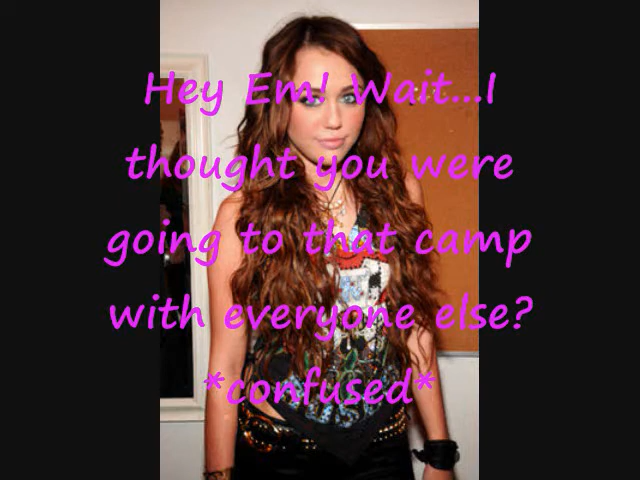 Hey Em! Wait...I
thought you were
going to that camp
with everyone else?
*confused*